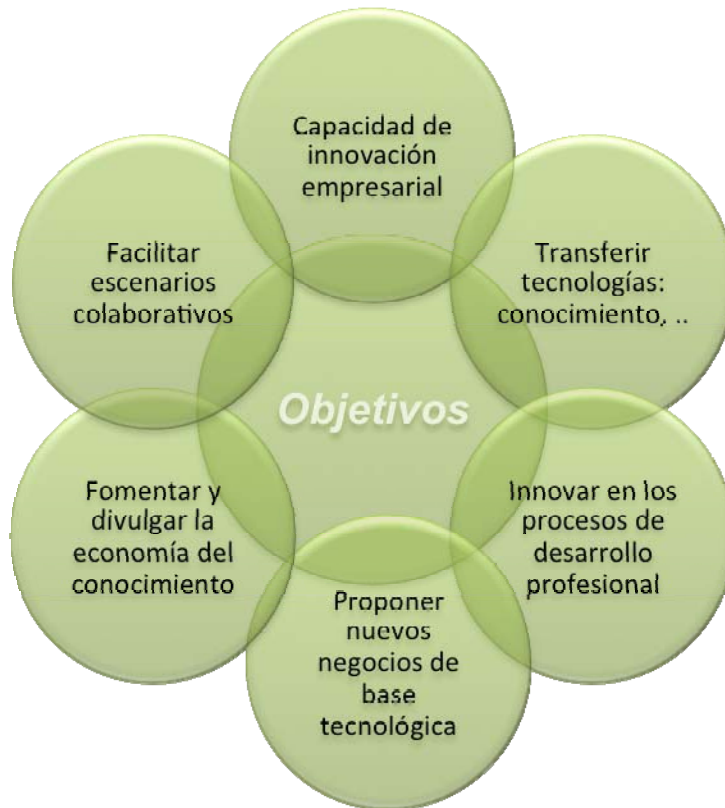 Capacidad de
innovación
empresarial
Transferir
tecnologías:
conocimiento, ..
Innovar en los
procesos de
desarrollo
profesional
Proponer
nuevos
negocios de
base
tecnológica
Fomentar y
divulgar la
economía del
conocimiento
Facilitar
escenarios
colaborativos
Objetivos